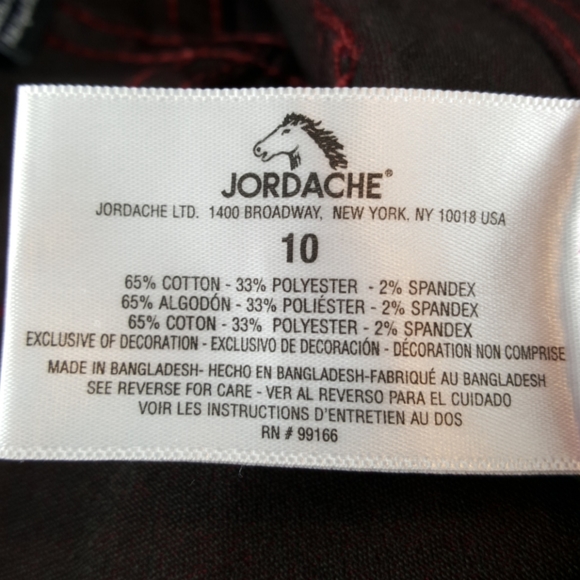 JORDACHE®
JORDACHE LTD. 1400 BROADWAY, NEW YORK, NY 10018 USA
10
65% COTTON - 33% POLYESTER - 2% SPANDEX
65% ALGODÓN - 33% POLIÉSTER - 2% SPANDEX
65% COTON - 33% POLYESTER - 2% SPANDEX
EXCLUSIVE OF DECORATION - EXCLUSIVO DE DECORACIÓN - DÉCORATION NON COMPRISE
MADE IN BANGLADESH- HECHO EN BANGLADESH-FABRIQUÉ AU BANGLADESH
SEE REVERSE FOR CARE - VER AL REVERSO PARA EL CUIDADO
VOIR LES INSTRUCTIONS D'ENTRETIEN AU DOS
RN # 99166